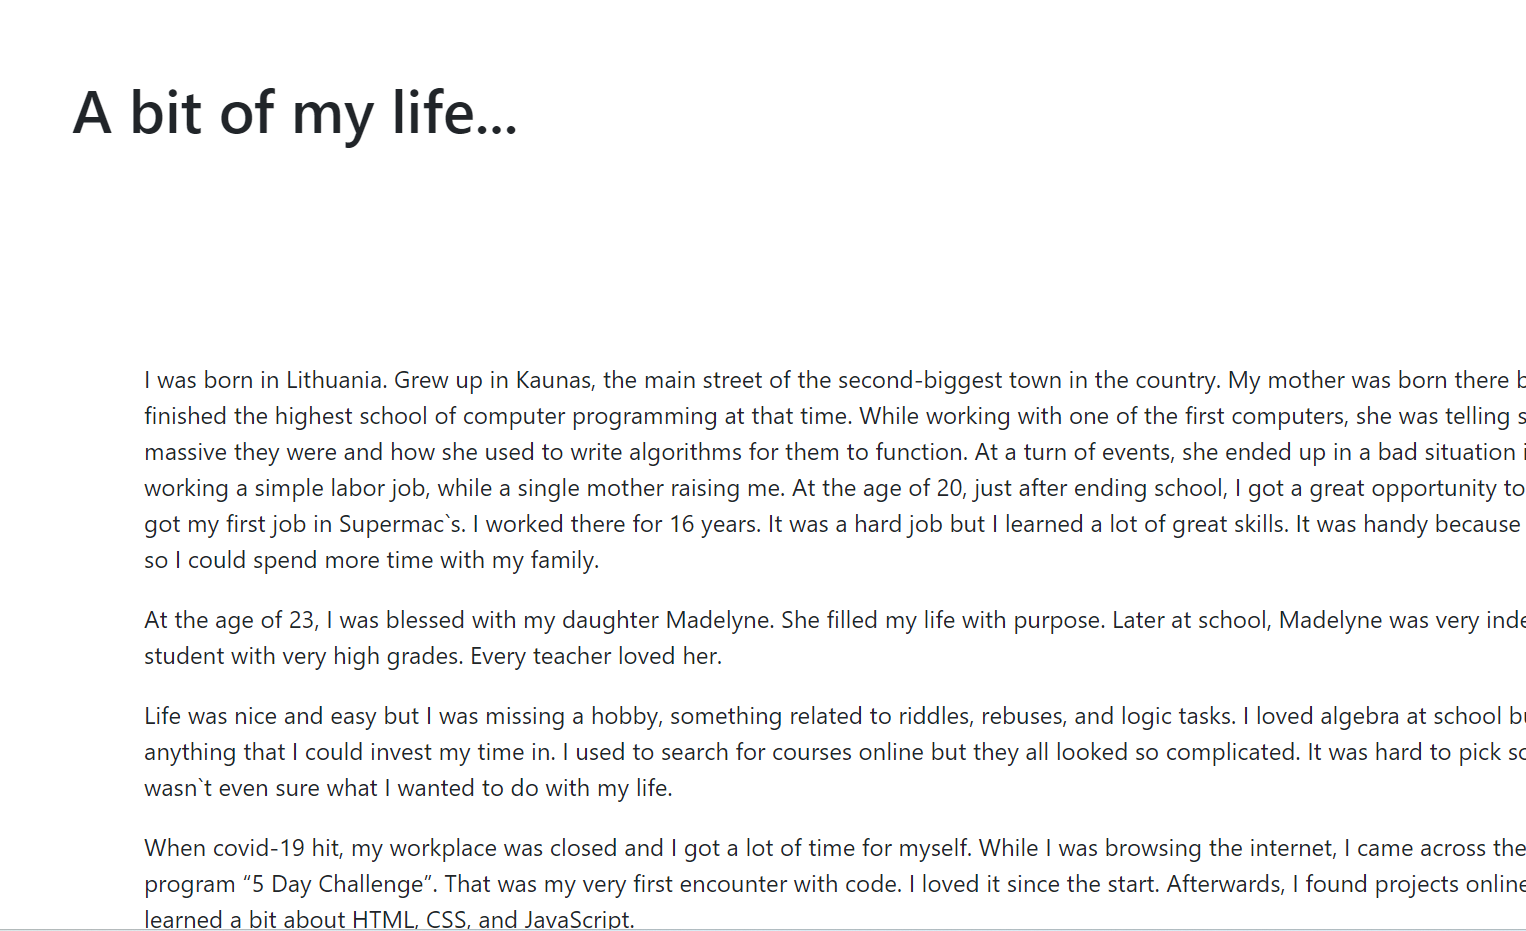 A bit of my life...
I was born in Lithuania. Grew up in Kaunas, the main street of the second-biggest town in the country. My mother was born there
finished the highest school of computer programming at that time. While working with one of the first computers, she was telling
massive they were and how she used to write algorithms for them to function. At a turn of events, she ended up in a bad situation
working a simple labor job, while a single mother raising me. At the age of 20, just after ending school, I got a great opportunity to
got my first job in Supermac`s. I worked there for 16 years. It was a hard job but I learned a lot of great skills. It was handy because
so I could spend more time with my family.
At the age of 23, I was blessed with my daughter Madelyne. She filled my life with purpose. Later at school, Madelyne was very
student with very high grades. Every teacher loved her.
Life was nice and easy but I was missing a hobby, something related to riddles, rebuses, and logic tasks. I loved algebra at school
anything that I could invest my time in. I used to search for courses online but they all looked so complicated. It was hard to pick
wasn`t even sure what I wanted to do with my life.
When covid-19 hit, my workplace was closed and I got a lot of time for myself. While I was browsing the internet, I came across the
program “5 Day Challenge”. That was my very first encounter with code. I loved it since the start. Afterwards, I found projects online
learned a bit about HTML, CSS, and JavaScript.